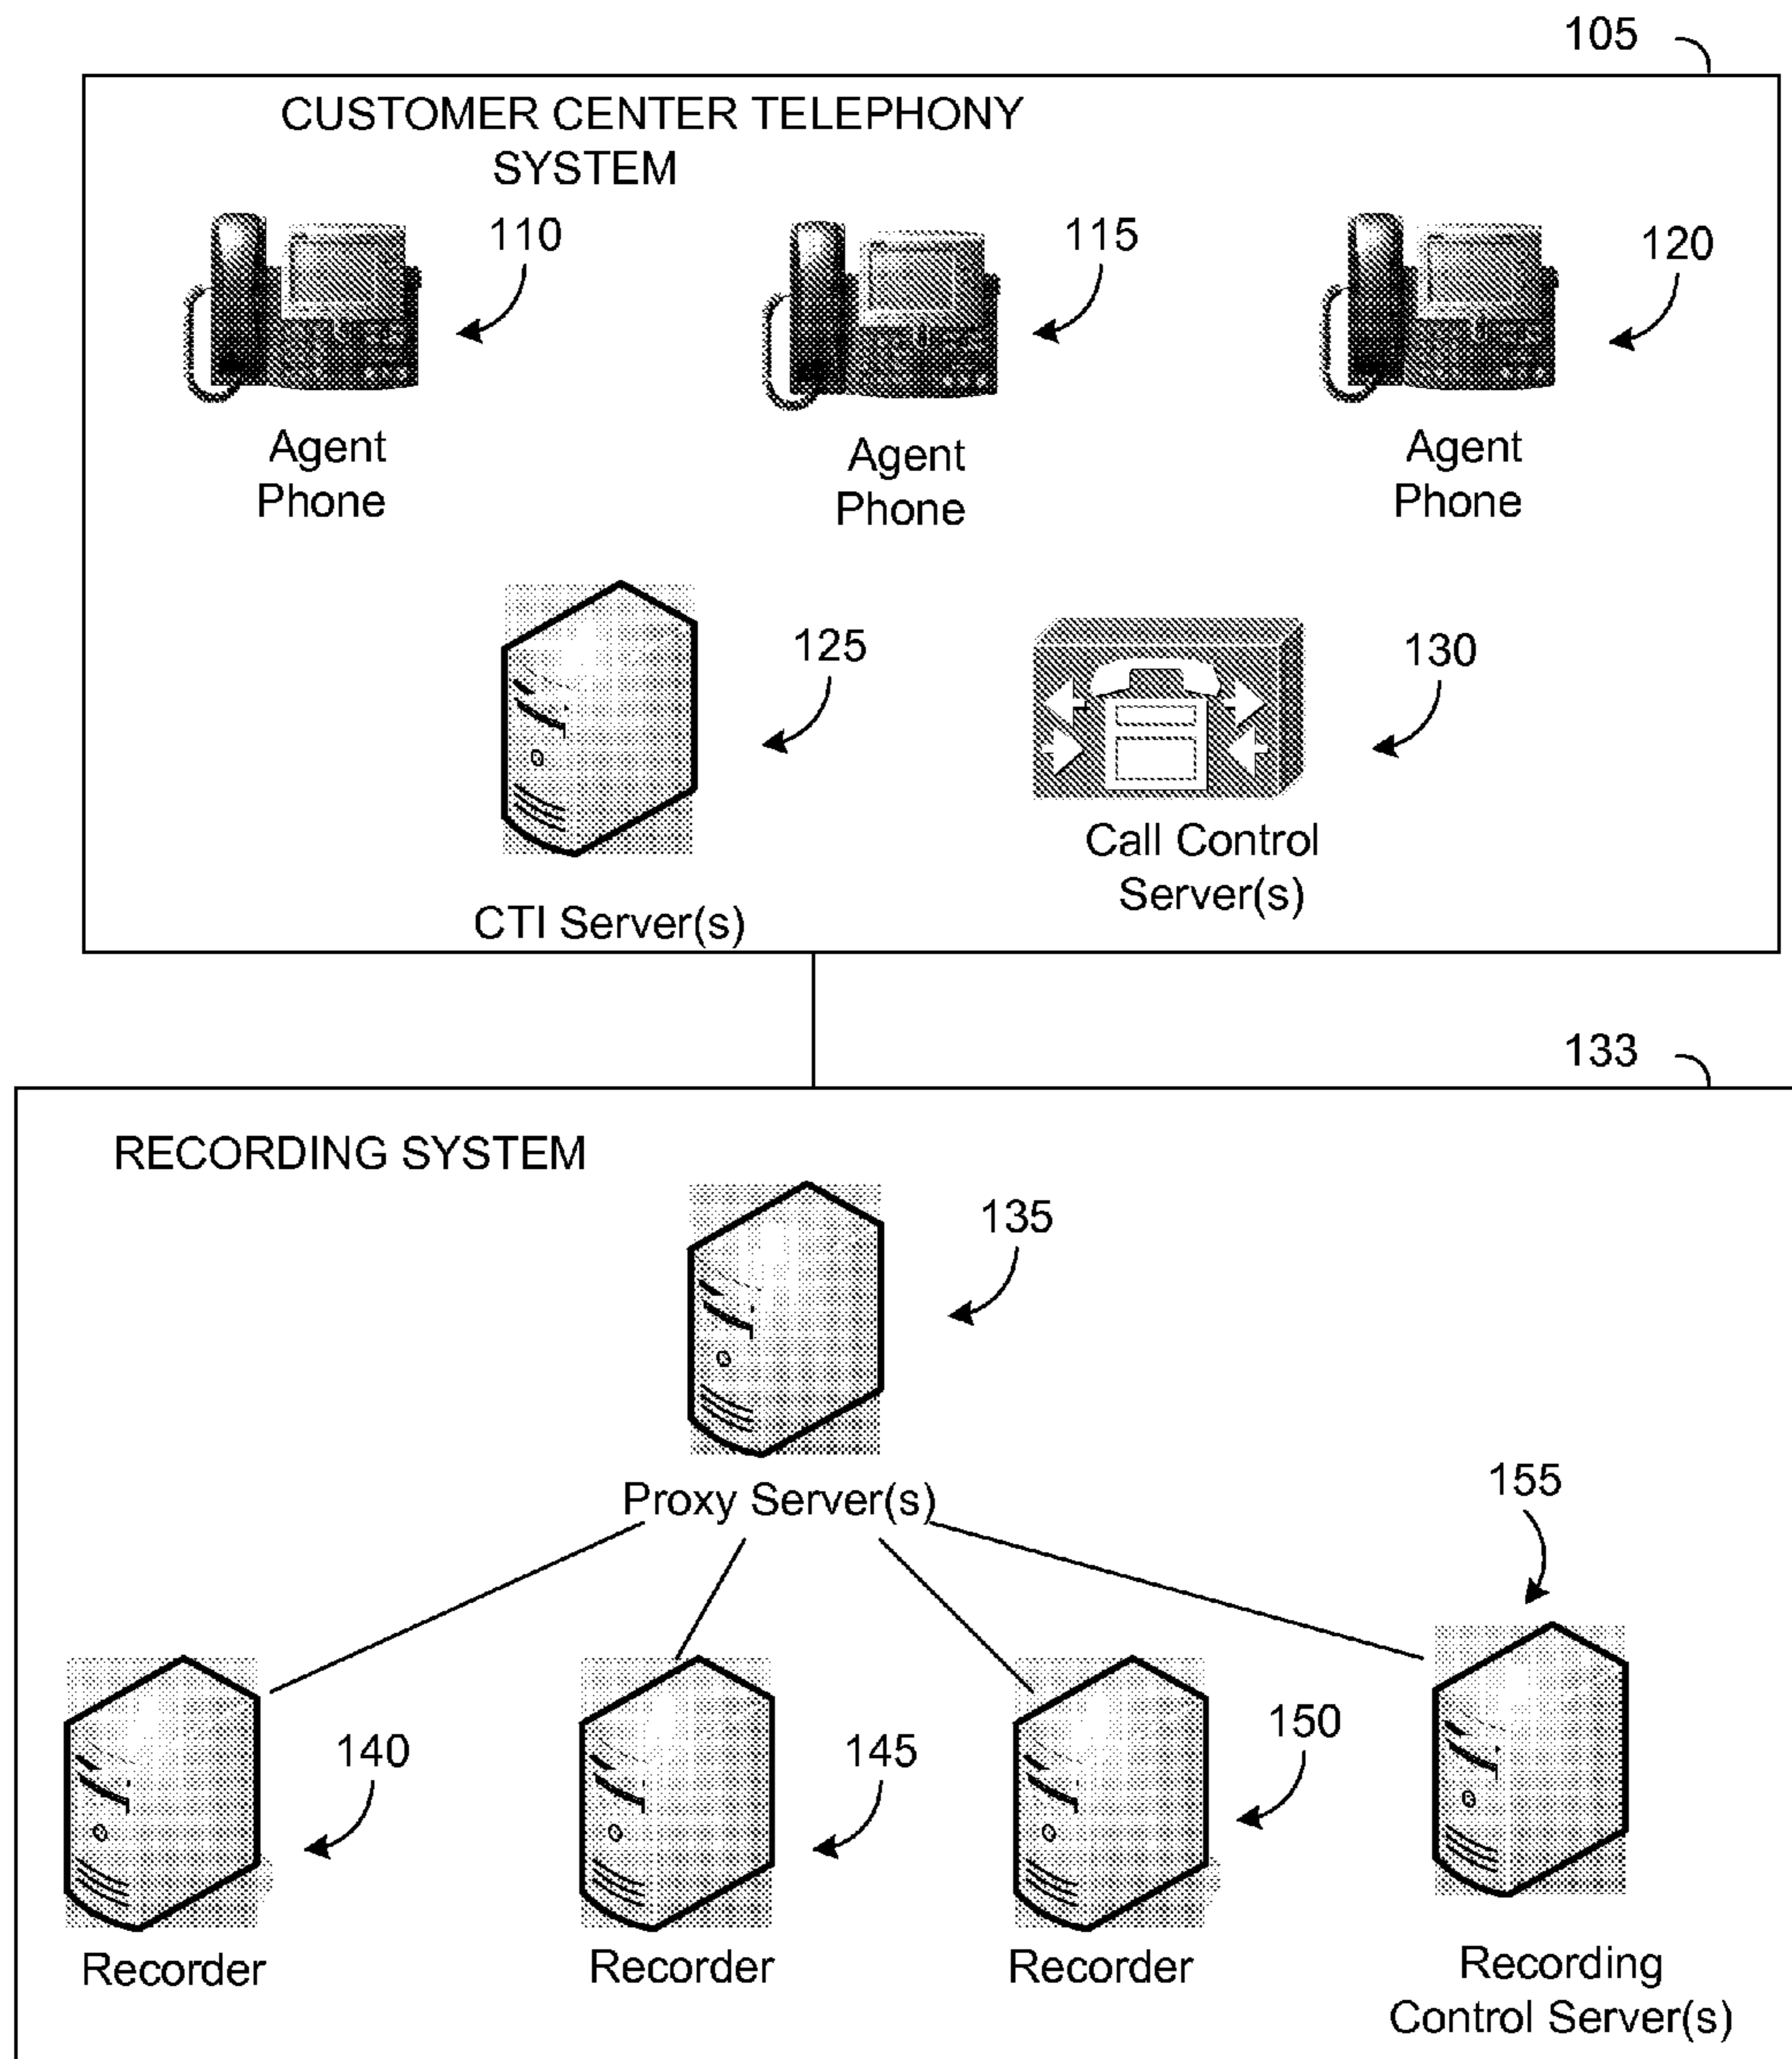 105
CUSTOMER CENTER TELEPHONY
SYSTEM
110
115
120
Agent
Phone
Agent
Phone
Agent
Phone
125
130
CTI Server(s)
Call Control
Server(s)
133
RECORDING SYSTEM
135
Proxy Server(s)
155
140
145
150
Recorder
Recorder
Recorder
Recording
Control Server(s)